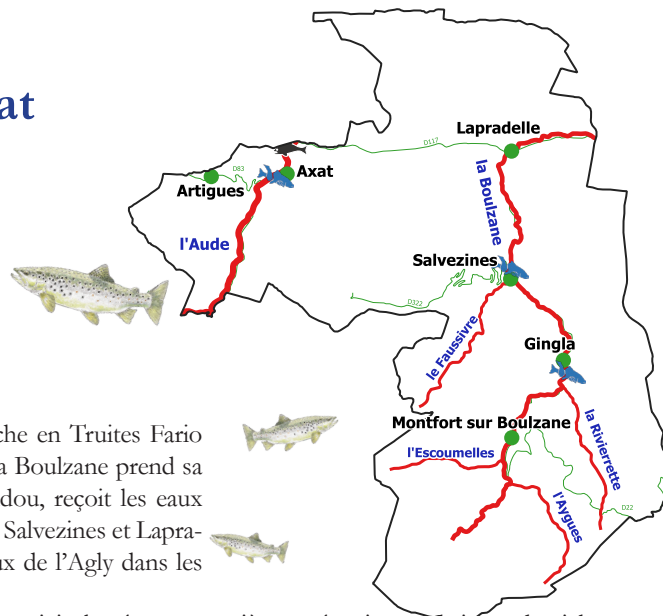 at
Lapradelle
D117
la Boulzane
D83
Axat
Artigues
l'Aude
Salvezines
D322
le Faussivre
Gingla
Montfort sur Boulzane
la Rivierrette
l'Escoumelles
l'Aygues
D22
che en Truites Fario
a Boulzane prend sa
dou, reçoit les eaux
Salvezines et Lapra-
ux de l'Agly dans les